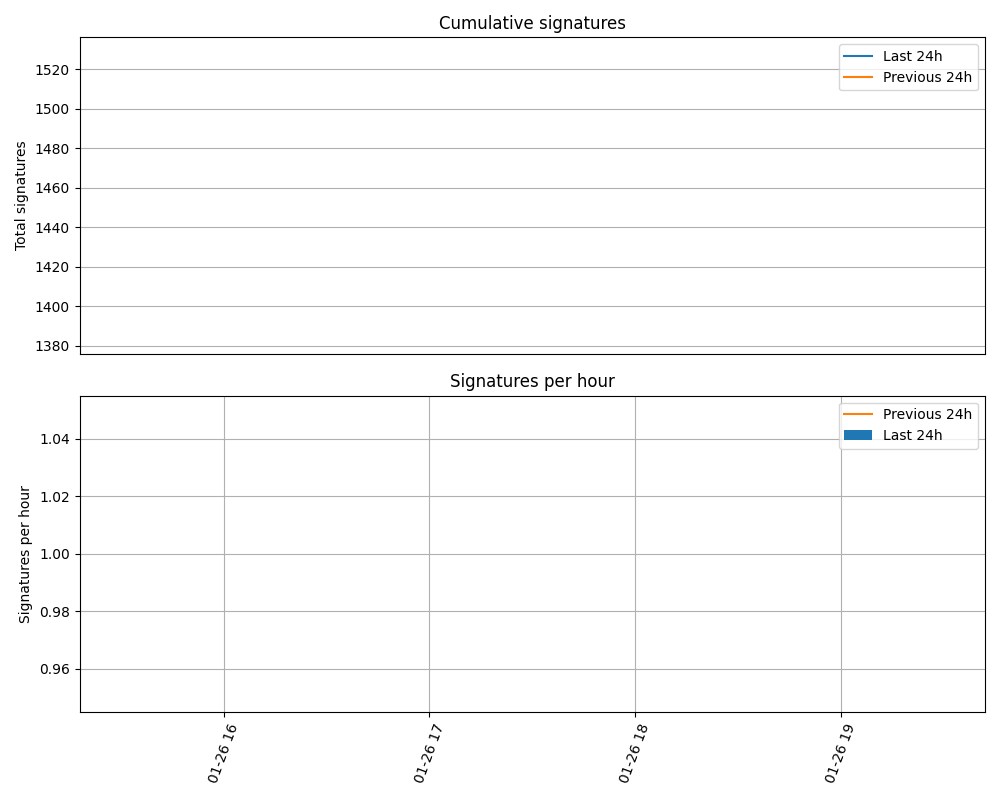 Cumulative signatures
Last 24h
Previous 24h
1520
1500
1480
1460
1440
1420
1400
1380
Total signatures
Signatures per hour
Previous 24h
Last 24h
1.04
1.02
1.00
0.98
0.96
Signatures per hour
01-26 16
01-26 17
01-26 18
01-26 19